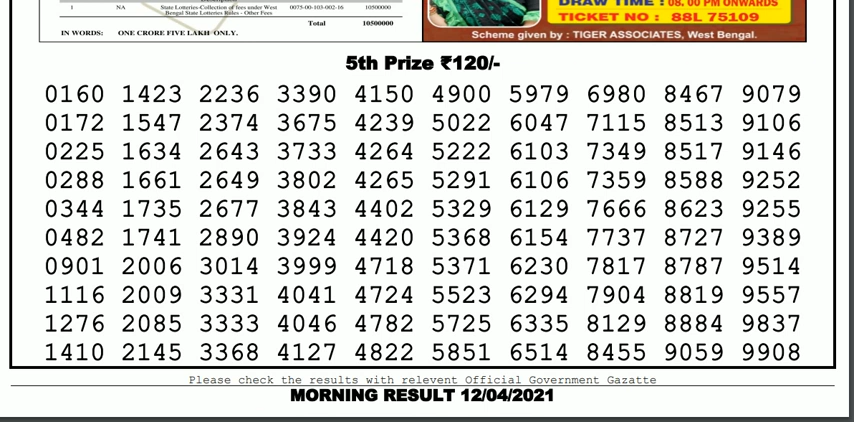 1 NA State Lotteries-Collection of fees under West 0075-00-103-002-16 10500000
Bengal State Lotteries Rules - Other Fees
Total 10500000
IN WORDS: ONE CRORE FIVE LAKH ONLY.
DRAW TIME : 08. 00 PM ONWARDS
TICKET NO : 88L 75109
Scheme given by : TIGER ASSOCIATES, West Bengal.
5th Prize ₹120/-
0160 1423 2236 3390 4150 4900 5979 6980 8467 9079
0172 1547 2374 3675 4239 5022 6047 7115 8513 9106
0225 1634 2643 3733 4264 5222 6103 7349 8517 9146
0288 1661 2649 3802 4265 5291 6106 7359 8588 9252
0344 1735 2677 3843 4402 5329 6129 7666 8623 9255
0482 1741 2890 3924 4420 5368 6154 7737 8727 9389
0901 2006 3014 3999 4718 5371 6230 7817 8787 9514
1116 2009 3331 4041 4724 5523 6294 7904 8819 9557
1276 2085 3333 4046 4782 5725 6335 8129 8884 9837
1410 2145 3368 4127 4822 5851 6514 8455 9059 9908
Please check the results with relevent Official Government Gazatte
MORNING RESULT 12/04/2021